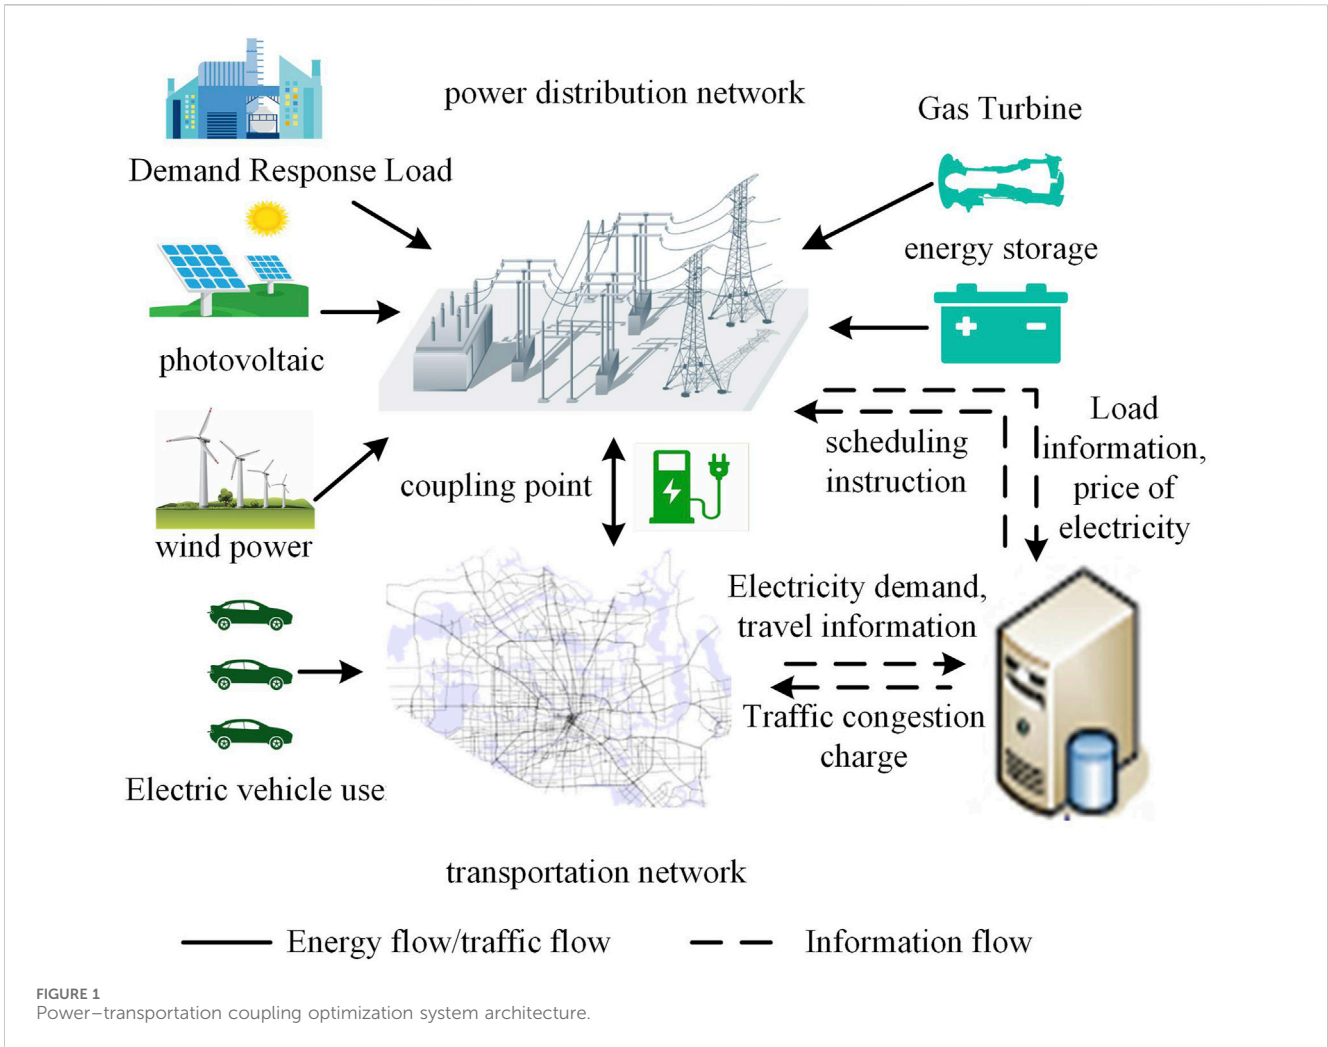 power distribution network
Gas Turbine
Demand Response Load
energy storage
photovoltaic
scheduling
instruction
Load
information,
price of
electricity
coupling point
wind power
Electricity demand,
travel information
Traffic congestion
charge
Electric vehicle use
transportation network
Energy flow/traffic flow
Information flow
FIGURE 1
Power–transportation coupling optimization system architecture.